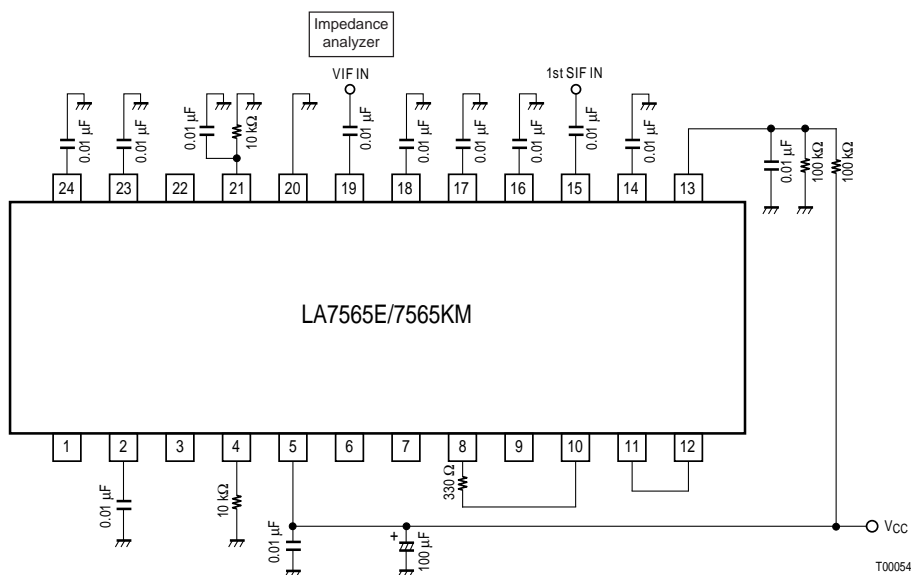 Impedance
analyzer
VIF IN
1st SIF IN
0.01 µF
0.01 µF
0.01 µF
10 kΩ
0.01 µF
0.01 µF
0.01 µF
0.01 µF
0.01 µF
0.01 µF
0.01 µF
100 kΩ
100 kΩ
24
23
22
21
20
19
18
17
16
15
14
13
LA7565E/7565KM
1
2
3
4
5
6
7
8
9
10
11
12
0.01 µF
10 kΩ
0.01 µF
+
100 µF
330 Ω
VCC
T00054